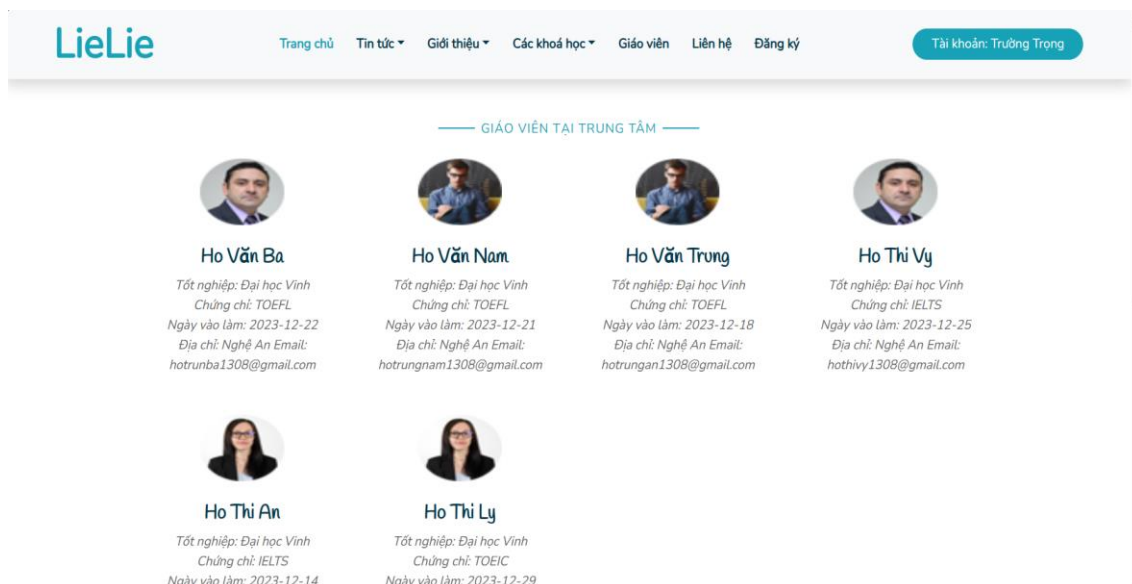 LieLie
Trang chủ Tin tức Giới thiệu Các khoá học Giáo viên Liên hệ Đăng ký
Tài khoản: Trường Trọng
GIÁO VIÊN TẠI TRUNG TÂM
Ho Văn Ba
Tốt nghiệp: Đại học Vinh
Chứng chỉ: TOEFL
Ngày vào làm: 2023-12-22
Địa chỉ: Nghệ An Email:
hotrunba1308@gmail.com
Ho Văn Nam
Tốt nghiệp: Đại học Vinh
Chứng chỉ: TOEFL
Ngày vào làm: 2023-12-21
Địa chỉ: Nghệ An Email:
hotrungnam1308@gmail.com
Ho Văn Trung
Tốt nghiệp: Đại học Vinh
Chứng chỉ: TOEFL
Ngày vào làm: 2023-12-18
Địa chỉ: Nghệ An Email:
hotrungan1308@gmail.com
Ho Thi Vy
Tốt nghiệp: Đại học Vinh
Chứng chỉ: IELTS
Ngày vào làm: 2023-12-25
Địa chỉ: Nghệ An Email:
hothivy1308@gmail.com
Ho Thi An
Tốt nghiệp: Đại học Vinh
Chứng chỉ: IELTS
Ngày vào làm: 2023-12-14
Ho Thi Ly
Tốt nghiệp: Đại học Vinh
Chứng chỉ: TOEIC
Ngày vào làm: 2023-12-29